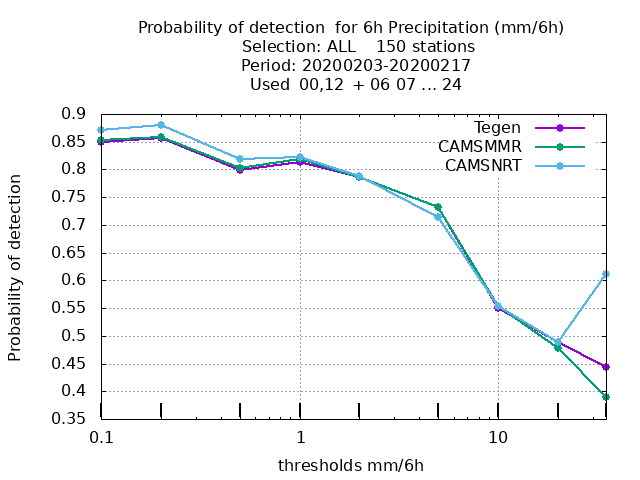 Probability of detection  for 6h Precipitation (mm/6h)
Selection: ALL    150 stations
Period: 20200203-20200217
Used  00,12  + 06 07 ... 24
Tegen
CAMSMMR
CAMSNRT
0.9
0.85
0.8
0.75
0.7
0.65
0.6
0.55
0.5
0.45
0.4
0.35
Probability of detection
0.1
1
10
thresholds mm/6h